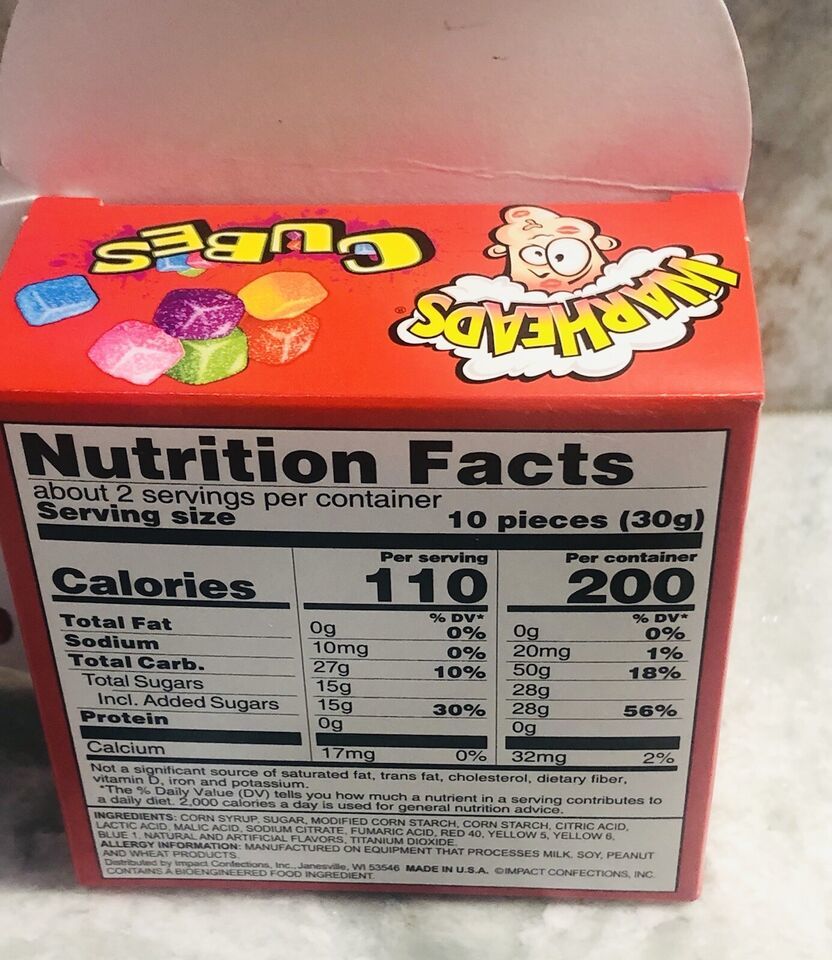 CUBES
WARHEADS®
Nutrition Facts
about 2 servings per container
Serving size 10 pieces (30g)
Per serving Per container
Calories 110 200
% DV* % DV*
Total Fat 0g 0% 0g 0%
Sodium 10mg 0% 20mg 1%
Total Carb. 27g 10% 50g 18%
Total Sugars 15g 28g
Incl. Added Sugars 15g 30% 28g 56%
Protein 0g 0g
Calcium 17mg 0% 32mg 2%
Not a significant source of saturated fat, trans fat, cholesterol, dietary fiber,
vitamin D, iron and potassium.
*The % Daily Value (DV) tells you how much a nutrient in a serving contributes to
a daily diet. 2,000 calories a day is used for general nutrition advice.
INGREDIENTS: CORN SYRUP, SUGAR, MODIFIED CORN STARCH, CORN STARCH, CITRIC ACID,
LACTIC ACID, MALIC ACID, SODIUM CITRATE, FUMARIC ACID, RED 40, YELLOW 5, YELLOW 6,
BLUE 1, NATURAL AND ARTIFICIAL FLAVORS, TITANIUM DIOXIDE.
ALLERGY INFORMATION: MANUFACTURED ON EQUIPMENT THAT PROCESSES MILK, SOY, PEANUT
AND WHEAT PRODUCTS.
Distributed by Impact Confections, Inc., Janesville, WI 53546 MADE IN U.S.A. ©IMPACT CONFECTIONS, INC.
CONTAINS A BIOENGINEERED FOOD INGREDIENT.